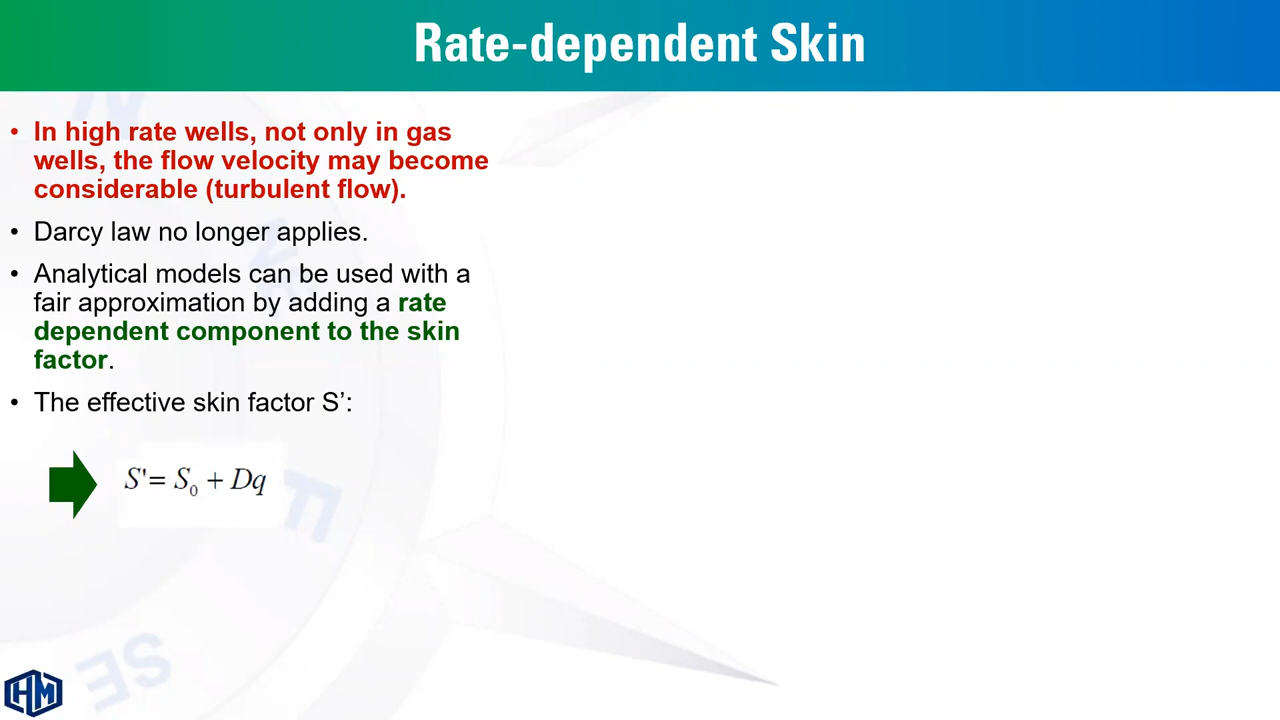 Rate-dependent Skin
• In high rate wells, not only in gas
wells, the flow velocity may become
considerable (turbulent flow).
• Darcy law no longer applies.
• Analytical models can be used with a
fair approximation by adding a rate
dependent component to the skin
factor.
• The effective skin factor S’:
S'= S₀ + Dq
E
SE
HM